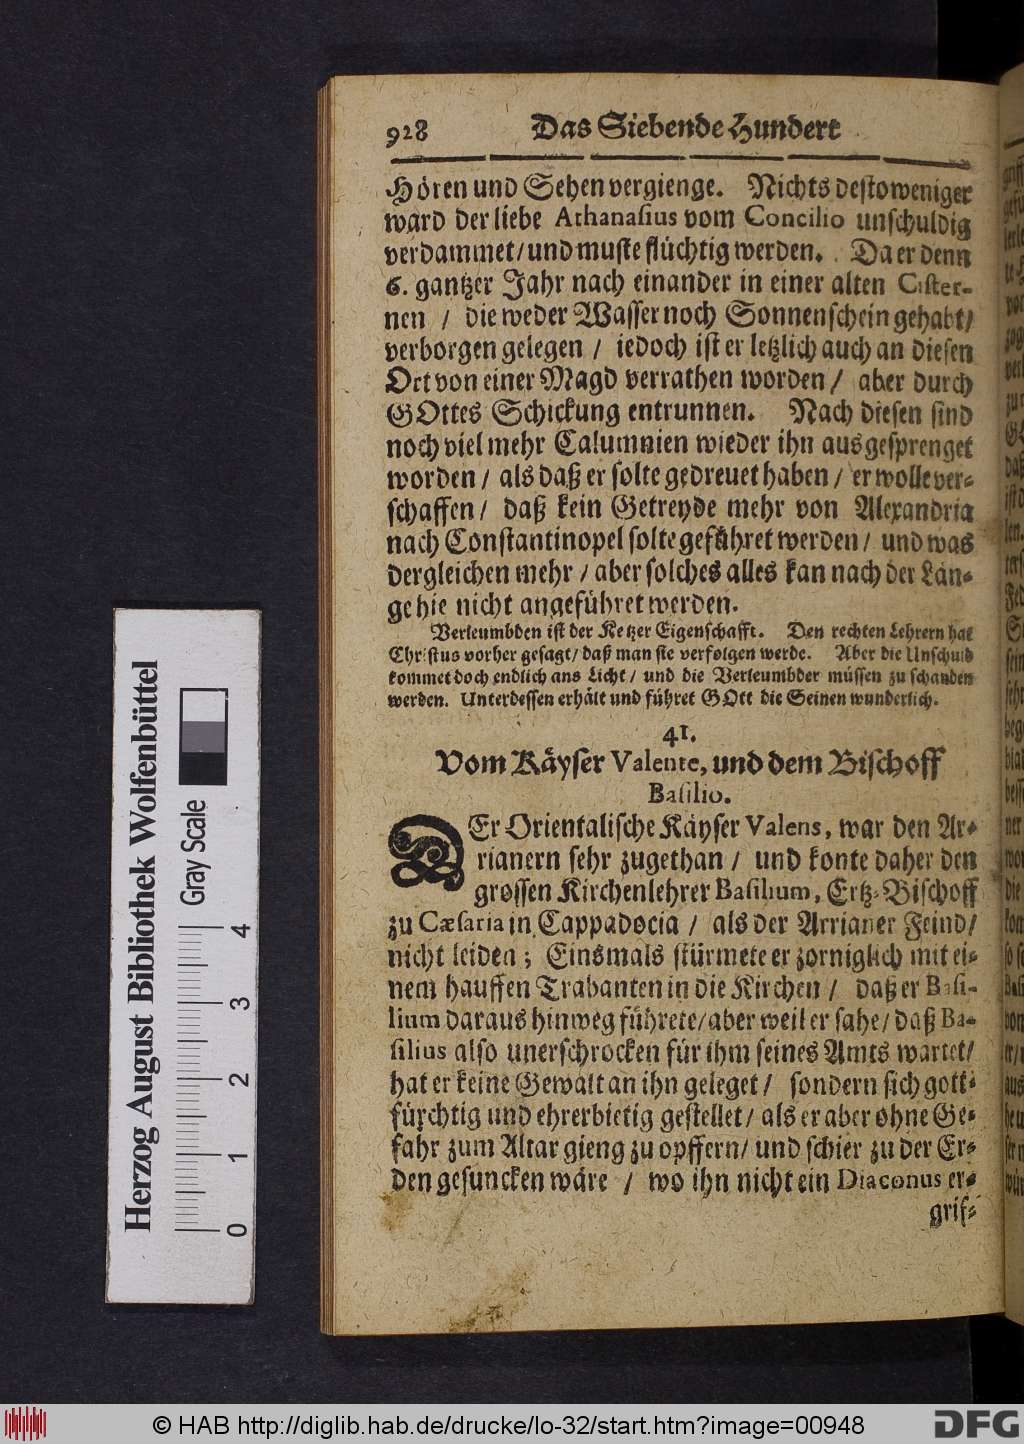 928 Das Siebende Hundert
Hören und Sehen vergienge. Nichts destoweniger
ward der liebe Athanasius vom Concilio unschuldig
verdammet/ und muste flüchtig werden. Da er denn
6. gantzer Jahr nach einander in einer alten Cister-
nen / die weder Wasser noch Sonnenschein gehabt/
verborgen gelegen / iedoch ist er letzlich auch an diesen
Ort von einer Magd verrathen worden / aber durch
GOttes Schickung entrunnen. Nach diesen sind
noch viel mehr Calumnien wieder ihn ausgesprenget
worden / als daß er solte gedreuet haben / er wolle ver-
schaffen / daß kein Getreyde mehr von Alexandria
nach Constantinopel solte geführet werden / und was
dergleichen mehr / aber solches alles kan nach der Län-
ge hie nicht angeführet werden.
Verleumbden ist der Ketzer Eigenschafft. Den rechten Lehrern hat
Christus vorher gesagt/ daß man sie verfolgen werde. Aber die Unschuld
kommet doch endlich ans Licht/ und die Verleumbder müssen zu schanden
werden. Unterdessen erhält und führet GOtt die Seinen wunderlich.
41.
Vom Käyser Valente, und dem Bischoff
Basilio.
DEr Orientalische Käyser Valens, war den Ar-
rianern sehr zugethan / und konte daher den
grossen Kirchenlehrer Basilium, Ertz-Bischoff
zu Cæsaria in Cappadocia / als der Arrianer Feind/
nicht leiden ; Einsmals stürmete er zorniglich mit ei-
nem hauffen Trabanten in die Kirchen / daß er Basi-
lium daraus hinweg führete/ aber weil er sahe/ daß Ba-
silius also unerschrocken für ihm seines Amts wartet/
hat er keine Gewalt an ihn geleget / sondern sich gott-
fürchtig und ehrerbietig gestellet/ als er aber ohne Ge-
fahr zum Altar gieng zu opffern/ und schier zu der Er-
den gesuncken wäre / wo ihn nicht ein Diaconus er-
grif-
Herzog August Bibliothek Wolfenbüttel
Gray Scale
0 1 2 3 4
© HAB http://diglib.hab.de/drucke/lo-32/start.htm?image=00948
DFG